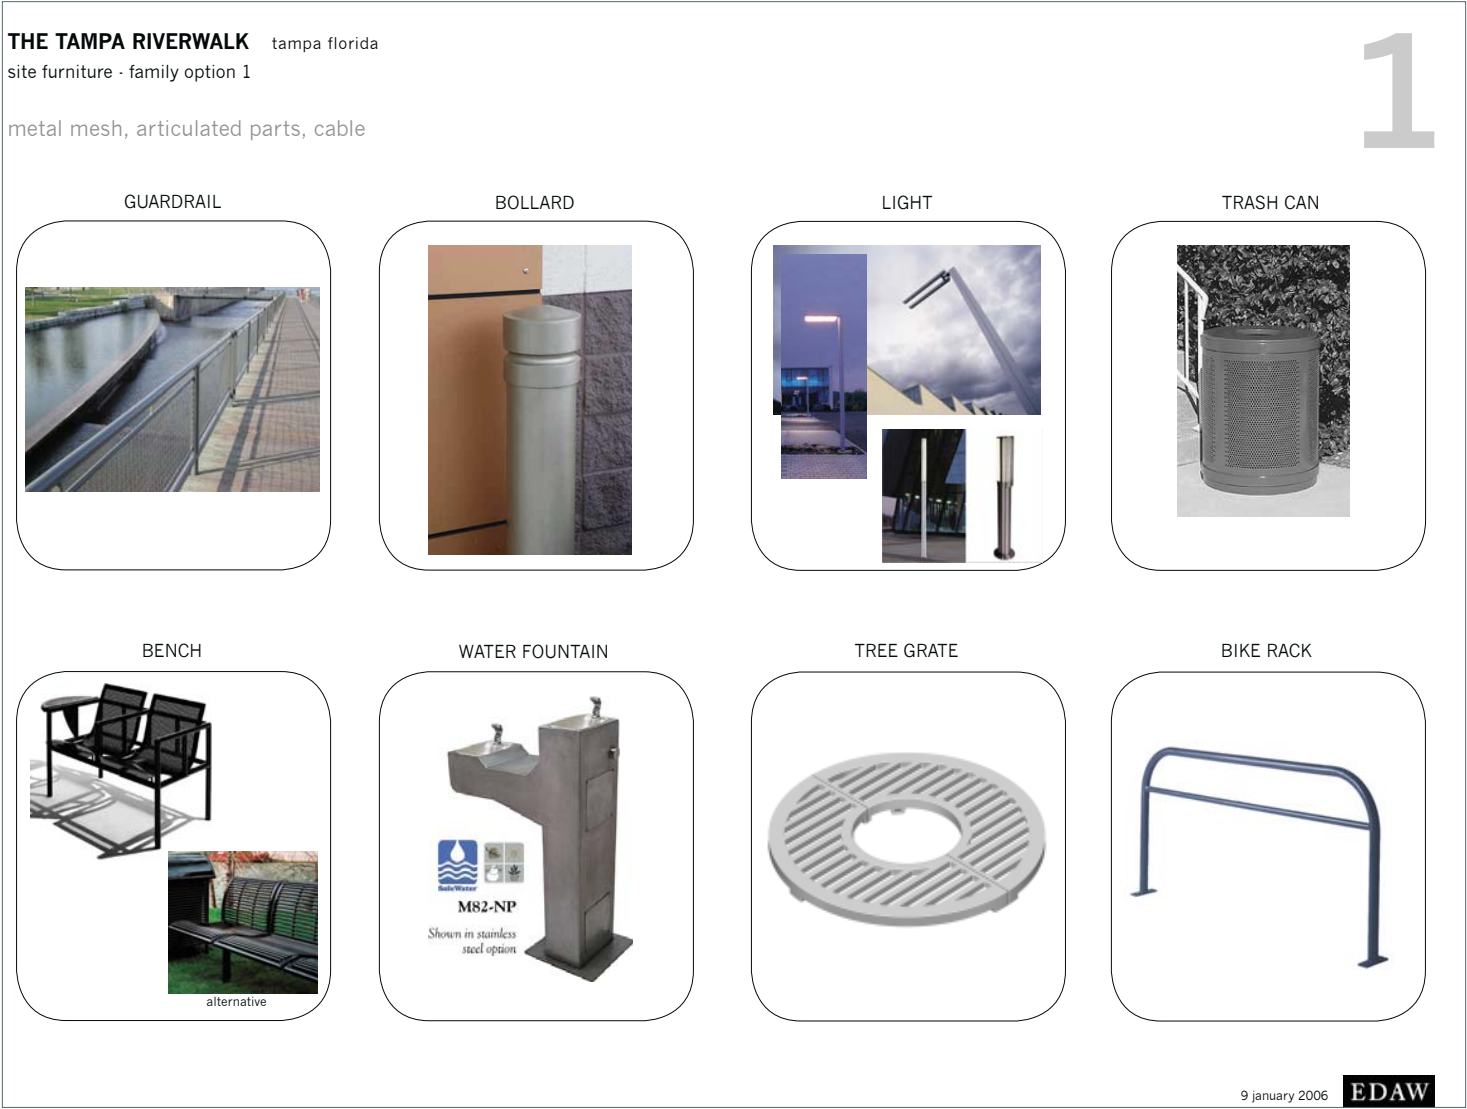 THE TAMPA RIVERWALK tampa florida
site furniture - family option 1
1
metal mesh, articulated parts, cable
GUARDRAIL
BOLLARD
LIGHT
TRASH CAN
BENCH
WATER FOUNTAIN
TREE GRATE
BIKE RACK
SafeWater
M82-NP
Shown in stainless
steel option
alternative
9 january 2006 EDAW